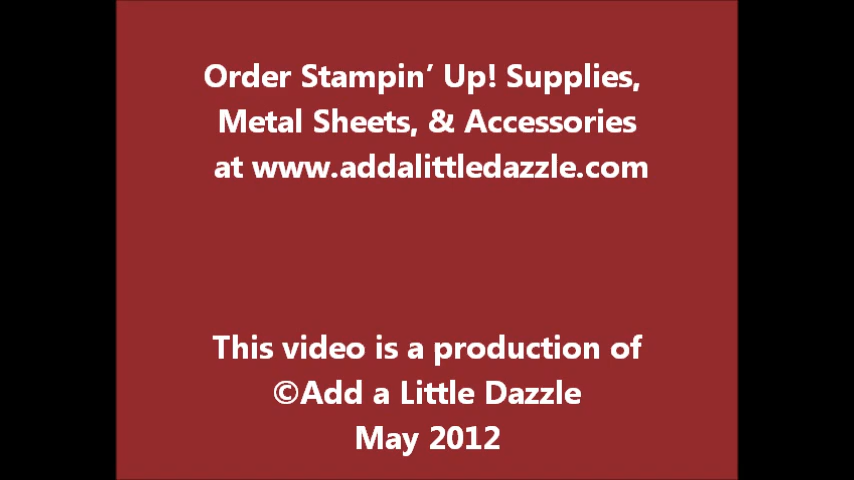 Order Stampin’ Up! Supplies,
Metal Sheets, & Accessories
at www.addalittledazzle.com
This video is a production of
©Add a Little Dazzle
May 2012